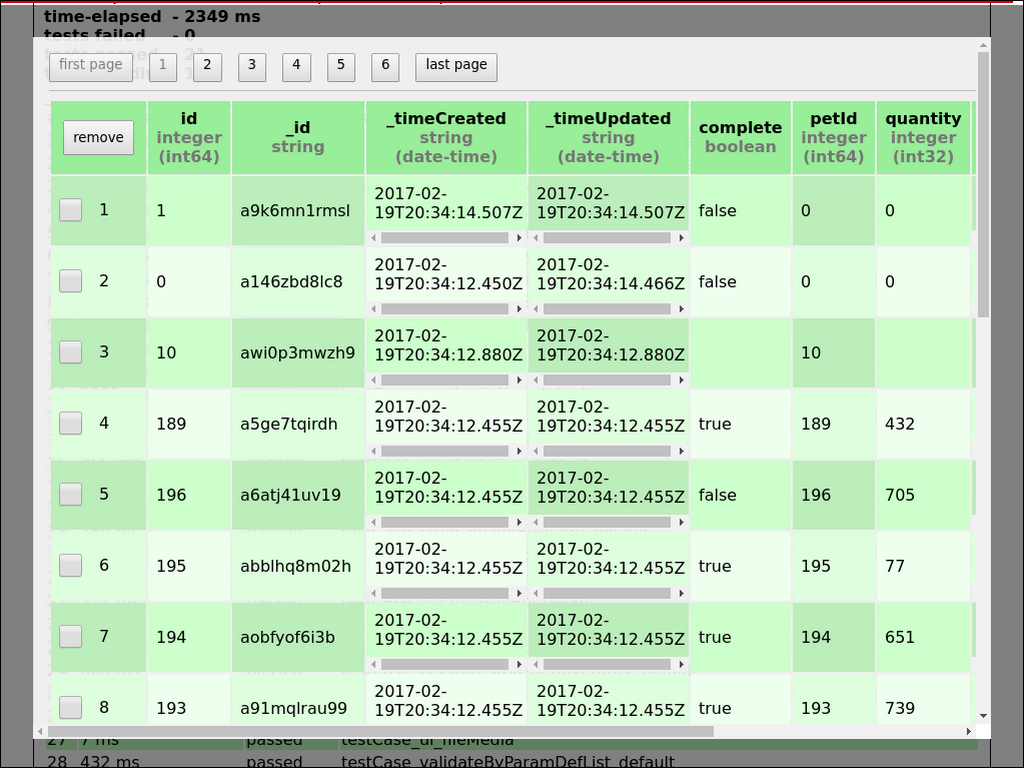 time-elapsed - 2349 ms
tests failed - 0
first page 1 2 3 4 5 6 last page
remove
id
integer
(int64)
_id
string
_timeCreated
string
(date-time)
_timeUpdated
string
(date-time)
complete
boolean
petId
integer
(int64)
quantity
integer
(int32)
1 1 a9k6mn1rmsl 2017-02-19T20:34:14.507Z 2017-02-19T20:34:14.507Z false 0 0
2 0 a146zbd8lc8 2017-02-19T20:34:12.450Z 2017-02-19T20:34:14.466Z false 0 0
3 10 awi0p3mwzh9 2017-02-19T20:34:12.880Z 2017-02-19T20:34:12.880Z 10
4 189 a5ge7tqirdh 2017-02-19T20:34:12.455Z 2017-02-19T20:34:12.455Z true 189 432
5 196 a6atj41uv19 2017-02-19T20:34:12.455Z 2017-02-19T20:34:12.455Z false 196 705
6 195 abblhq8m02h 2017-02-19T20:34:12.455Z 2017-02-19T20:34:12.455Z true 195 77
7 194 aobfyof6i3b 2017-02-19T20:34:12.455Z 2017-02-19T20:34:12.455Z true 194 651
8 193 a91mqlrau99 2017-02-19T20:34:12.455Z 2017-02-19T20:34:12.455Z true 193 739
27 7 ms passed testCase_ui_fileMedia
28 432 ms passed testCase_validateByParamDefList_default